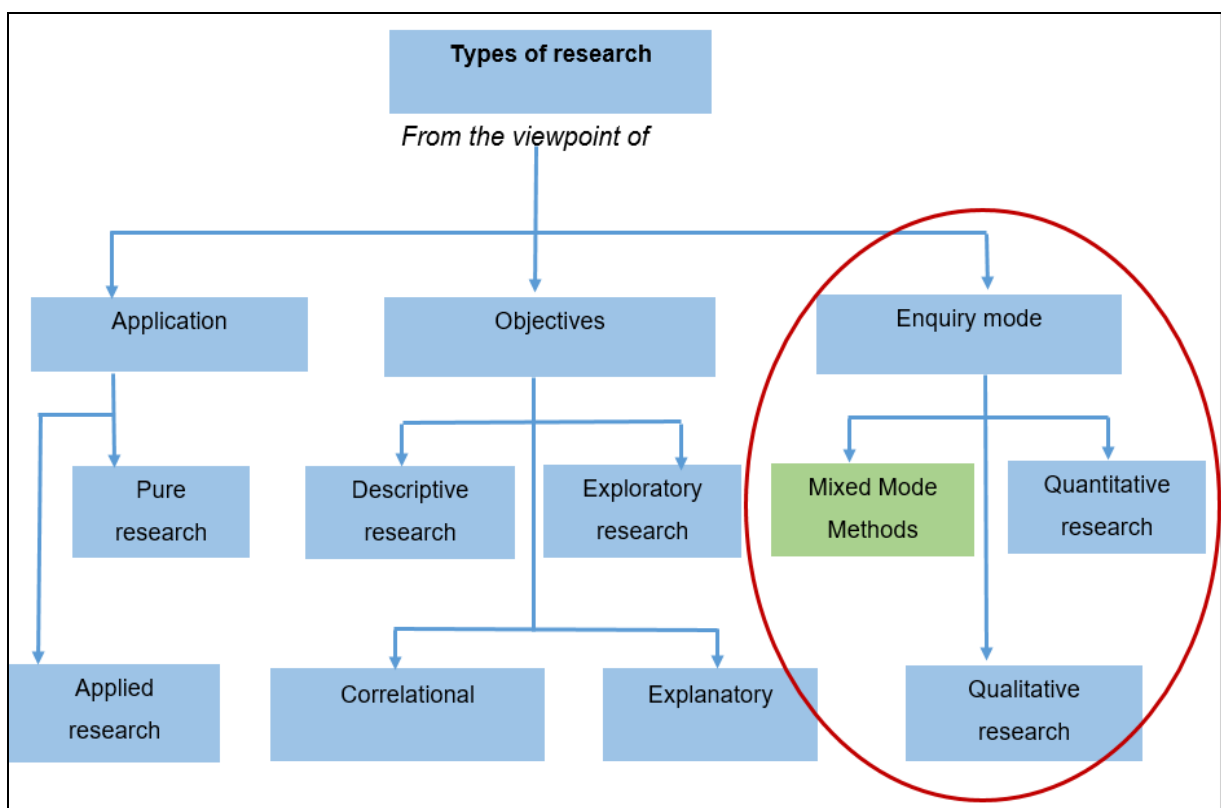 Types of research
From the viewpoint of
Application
Objectives
Enquiry mode
Pure
research
Descriptive
research
Exploratory
research
Mixed Mode
Methods
Quantitative
research
Applied
research
Correlational
Explanatory
Qualitative
research